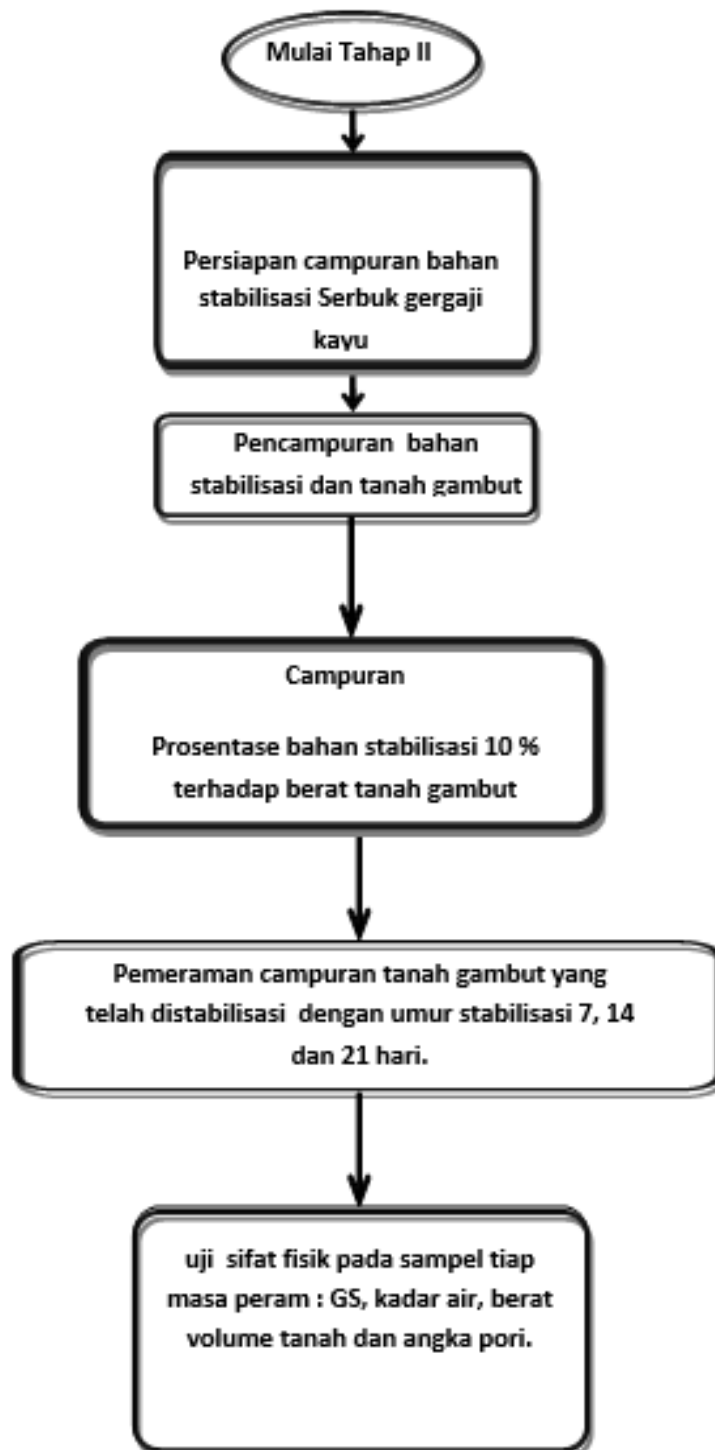 Mulai Tahap II
Persiapan campuran bahan
stabilisasi Serbuk gergaji
kayu
Pencampuran bahan
stabilisasi dan tanah gambut
Campuran
Prosentase bahan stabilisasi 10 %
terhadap berat tanah gambut
Pemeraman campuran tanah gambut yang
telah distabilisasi dengan umur stabilisasi 7, 14
dan 21 hari.
uji sifat fisik pada sampel tiap
masa peram : GS, kadar air, berat
volume tanah dan angka pori.